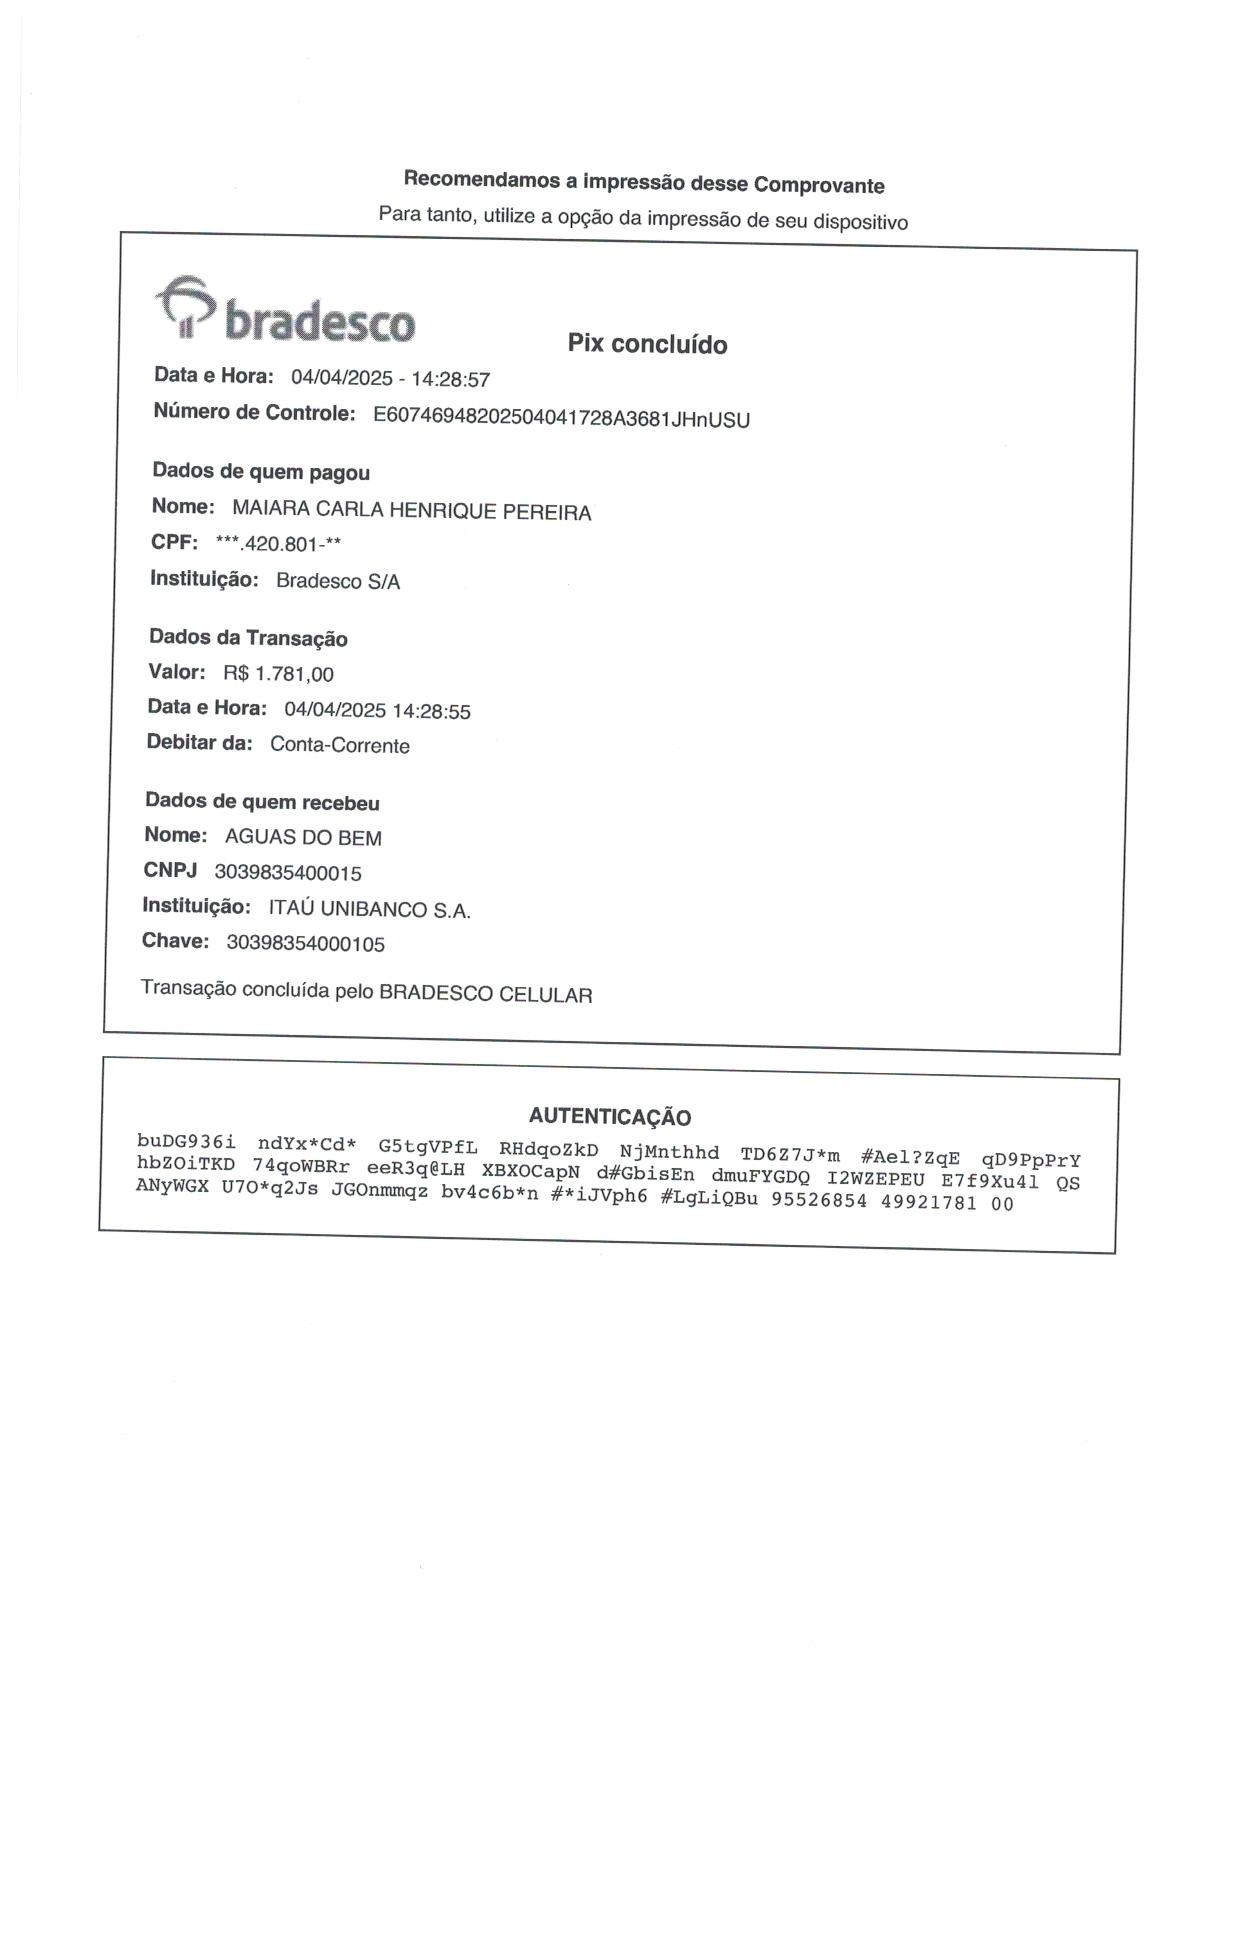 Recomendamos a impressão desse Comprovante
Para tanto, utilize a opção da impressão de seu dispositivo
bradesco
Pix concluído
Data e Hora: 04/04/2025 - 14:28:57
Número de Controle: E60746948202504041728A3681JHnUSU
Dados de quem pagou
Nome: MAIARA CARLA HENRIQUE PEREIRA
CPF: ***.420.801-**
Instituição: Bradesco S/A
Dados da Transação
Valor: R$ 1.781,00
Data e Hora: 04/04/2025 14:28:55
Debitar da: Conta-Corrente
Dados de quem recebeu
Nome: AGUAS DO BEM
CNPJ 3039835400015
Instituição: ITAÚ UNIBANCO S.A.
Chave: 30398354000105
Transação concluída pelo BRADESCO CELULAR
AUTENTICAÇÃO
buDG936i ndYx*Cd* G5tgVPfL RHdqoZkD NjMnthhd TD6Z7J*m #Ael?ZqE qD9PpPrY
hbZOiTKD 74qoWBRr eeR3q@LH XBXOCapN d#GbisEn dmuFYGDQ I2WZEPEU E7f9Xu4l QS
ANyWGX U7O*q2Js JGOnmmqz bv4c6b*n #*iJVph6 #LgLiQBu 95526854 49921781 00